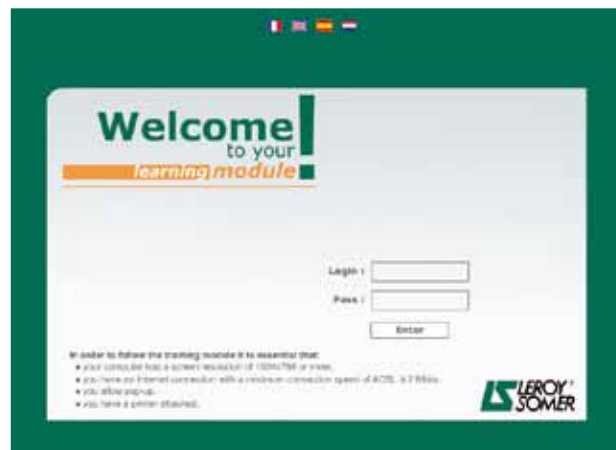 Welcome!
to your
learning module
Login :
Pass :
Enter
In order to follow the training module it is essential that:
your computer has a screen resolution of 1024x768 or more.
you have an Internet connection with a minimum connection speed of ADSL
you allow pop-up.
you have a printer attached.
LEROY
SOMER